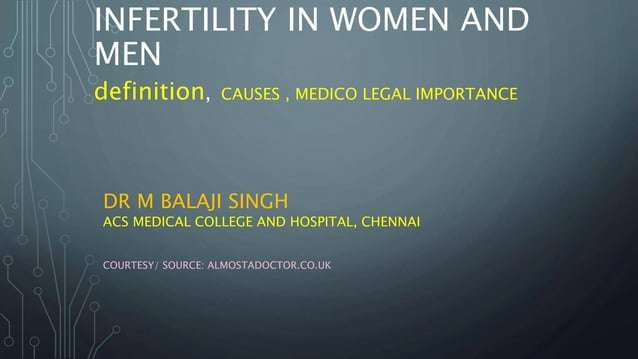 INFERTILITY IN WOMEN AND
MEN
definition, CAUSES , MEDICO LEGAL IMPORTANCE
DR M BALAJI SINGH
ACS MEDICAL COLLEGE AND HOSPITAL, CHENNAI
COURTESY/ SOURCE: ALMOSTADOCTOR.CO.UK